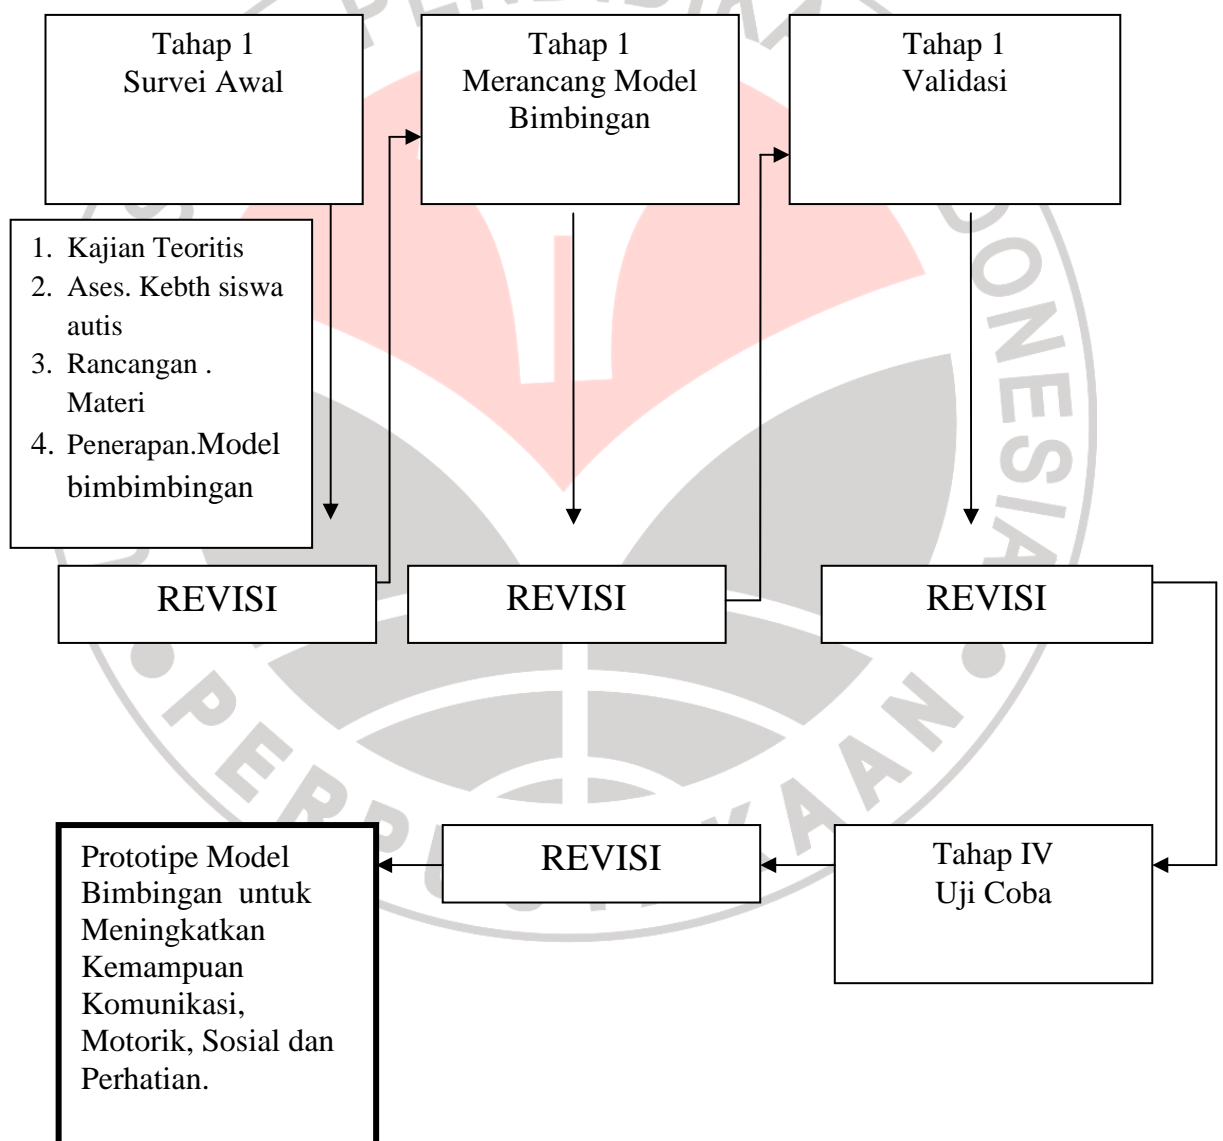 Tahap 1
Survei Awal
Tahap 1
Merancang Model
Bimbingan
Tahap 1
Validasi
1. Kajian Teoritis
2. Ases. Kebth siswa
autis
3. Rancangan .
Materi
4. Penerapan.Model
bimbimbingan
REVISI
REVISI
REVISI
Prototipe Model
Bimbingan untuk
Meningkatkan
Kemampuan
Komunikasi,
Motorik, Sosial dan
Perhatian.
REVISI
Tahap IV
Uji Coba
PERPUSTAKAAN